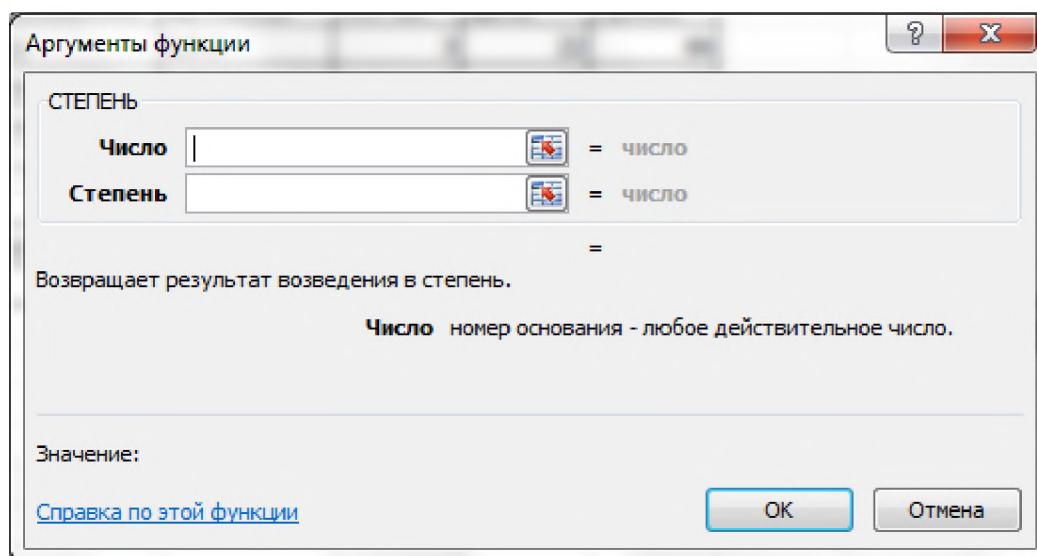 Аргументы функции
СТЕПЕНЬ
Число = число
Степень = число
=
Возвращает результат возведения в степень.
Число номер основания - любое действительное число.
Значение:
Справка по этой функции
ОК Отмена